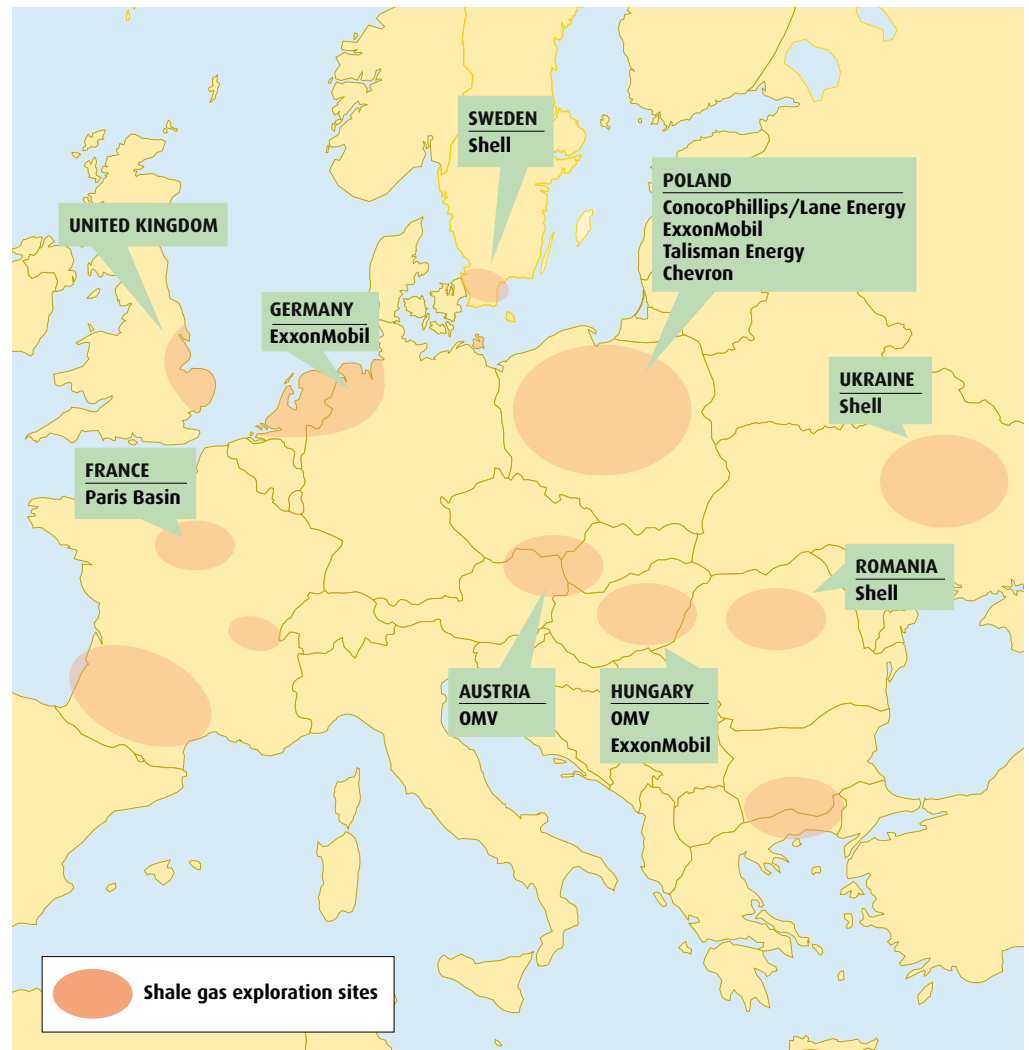 SWEDEN
Shell
POLAND
ConocoPhillips/Lane Energy
ExxonMobil
Talisman Energy
Chevron
UNITED KINGDOM
GERMANY
ExxonMobil
UKRAINE
Shell
FRANCE
Paris Basin
ROMANIA
Shell
AUSTRIA
OMV
HUNGARY
OMV
ExxonMobil
Shale gas exploration sites